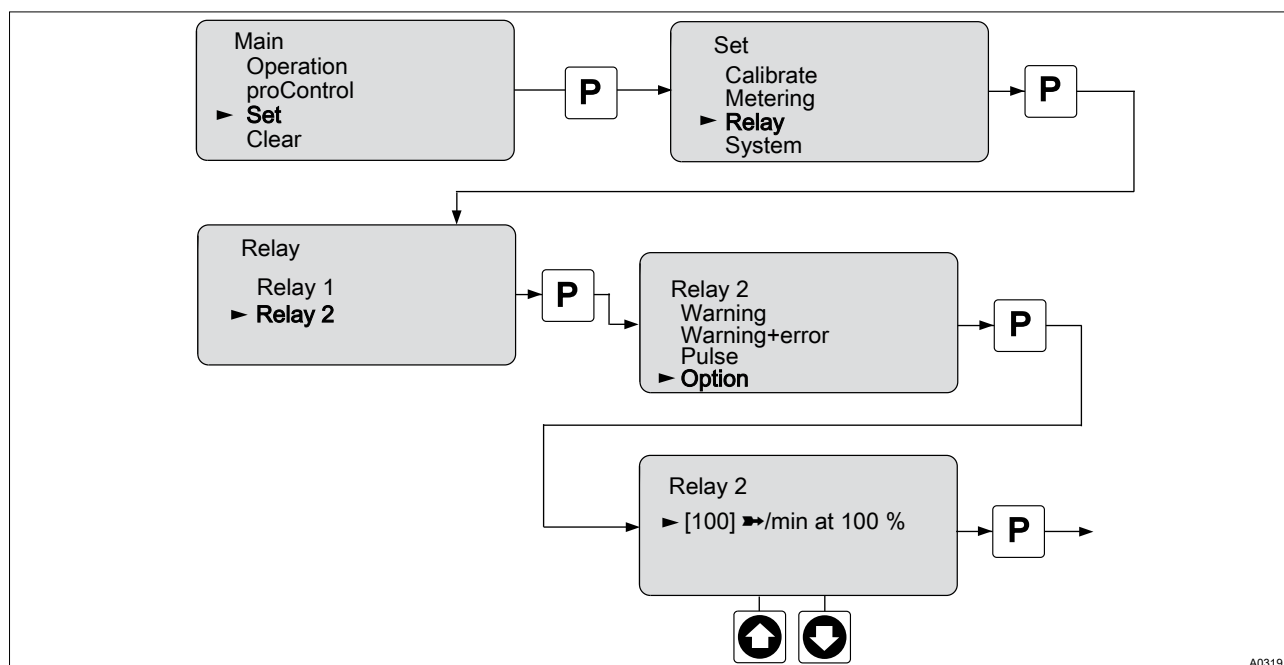 Main
Operation
proControl
► Set
Clear
P
Set
Calibrate
Metering
► Relay
System
P
Relay
Relay 1
► Relay 2
P
Relay 2
Warning
Warning+error
Pulse
► Option
P
Relay 2
► [100] ➽/min at 100 %
P
A0319